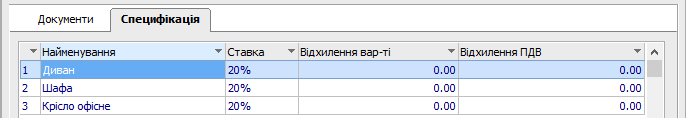 Документи Специфікація
Найменування Ставка Відхилення вар-ті Відхилення ПДВ
1 Диван 20% 0.00 0.00
2 Шафа 20% 0.00 0.00
3 Крісло офісне 20% 0.00 0.00